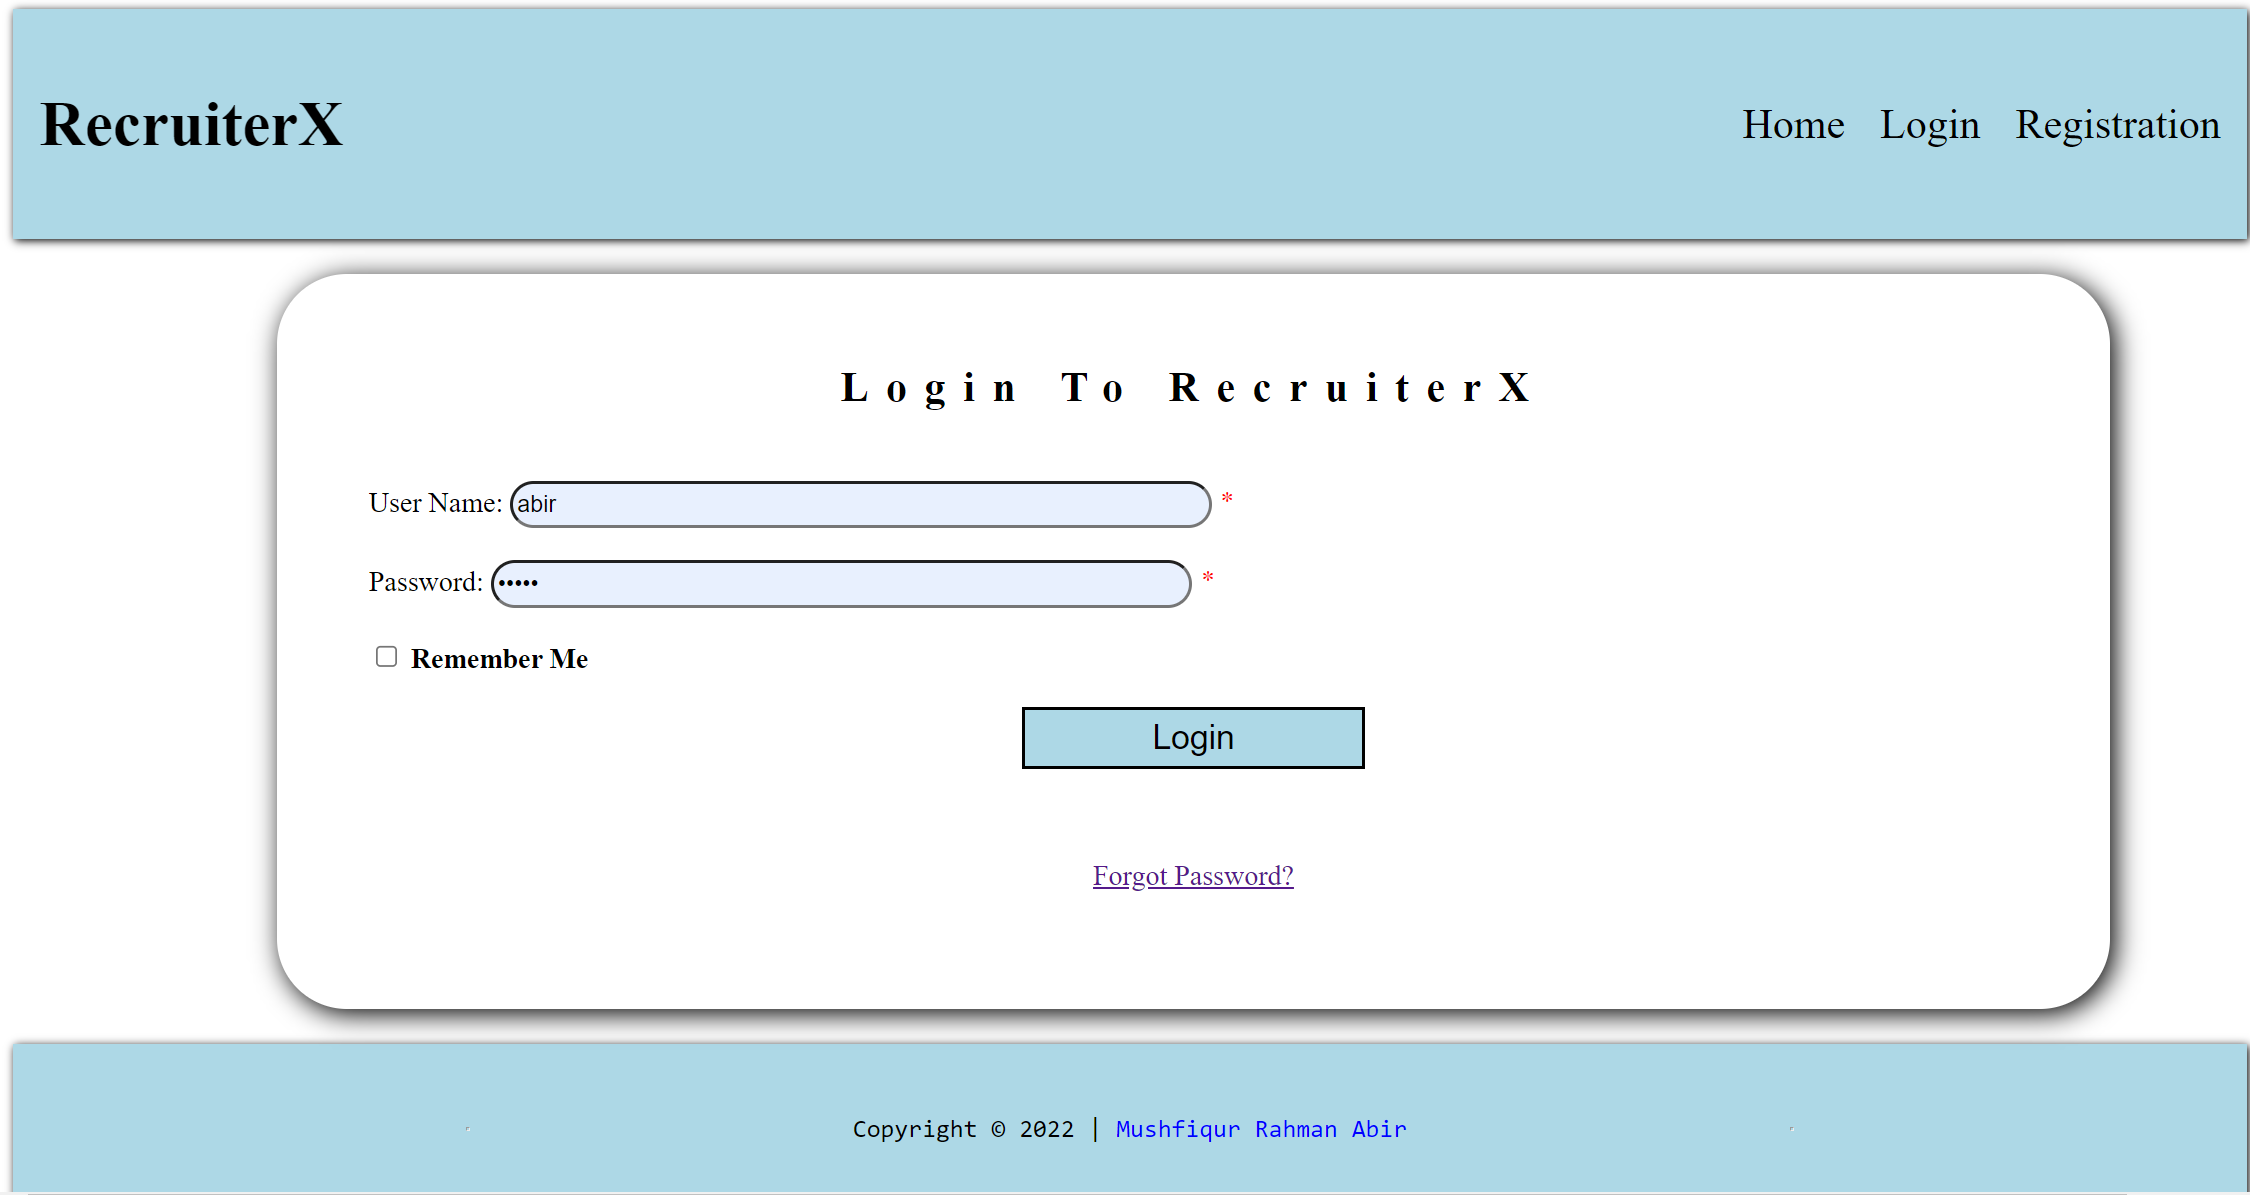 RecruiterX
Home Login Registration
Login To RecruiterX
User Name: abir *
Password: ••••• *
Remember Me
Login
Forgot Password?
Copyright © 2022 | Mushfiqur Rahman Abir